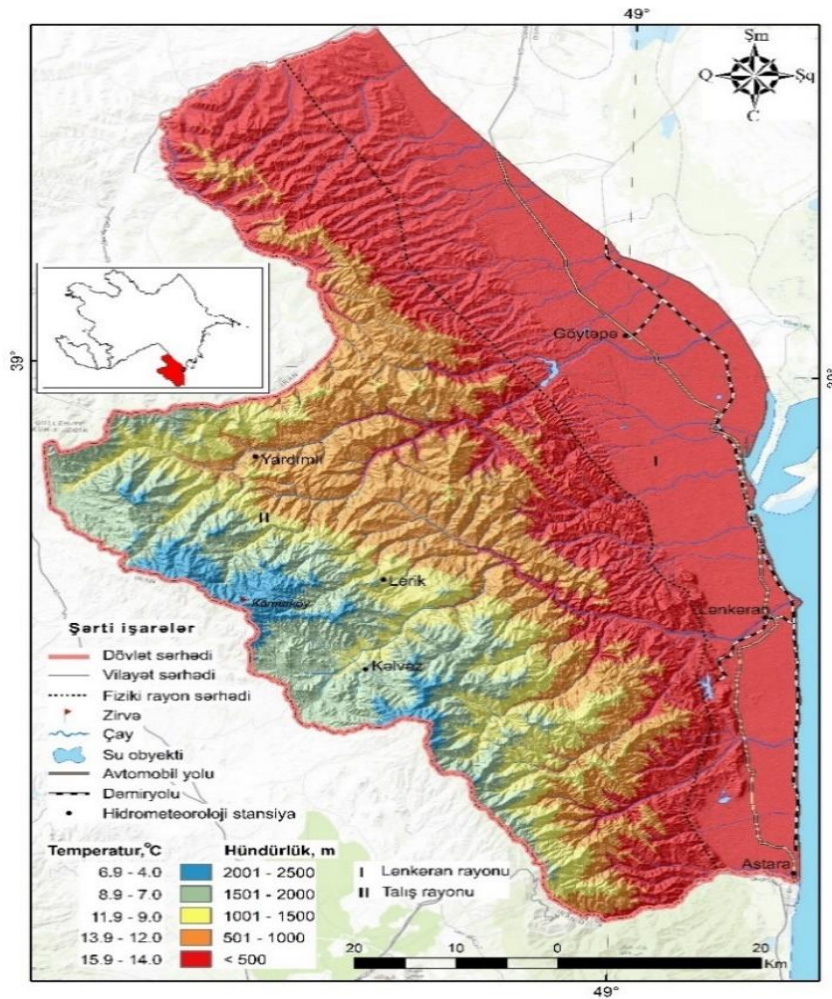 49°
Şm
Q
Şq
C
Göytəpə
39°
I
Yardımlı
II
Lerik
Lənkəran
Kömürköy
Kəlvəz
Şərti işarələr
Dövlət sərhədi
Vilayət sərhədi
Fiziki rayon sərhədi
Zirvə
Çay
Su obyekti
Avtomobil yolu
Dəmiryolu
Hidrometeoroloji stansiya
Astara
Temperatur,°C Hündürlük, m
6.9 - 4.0 2001 - 2500
8.9 - 7.0 1501 - 2000
11.9 - 9.0 1001 - 1500
13.9 - 12.0 501 - 1000
15.9 - 14.0 < 500
I Lənkəran rayonu
II Talış rayonu
20 10 0 20
Km
49°